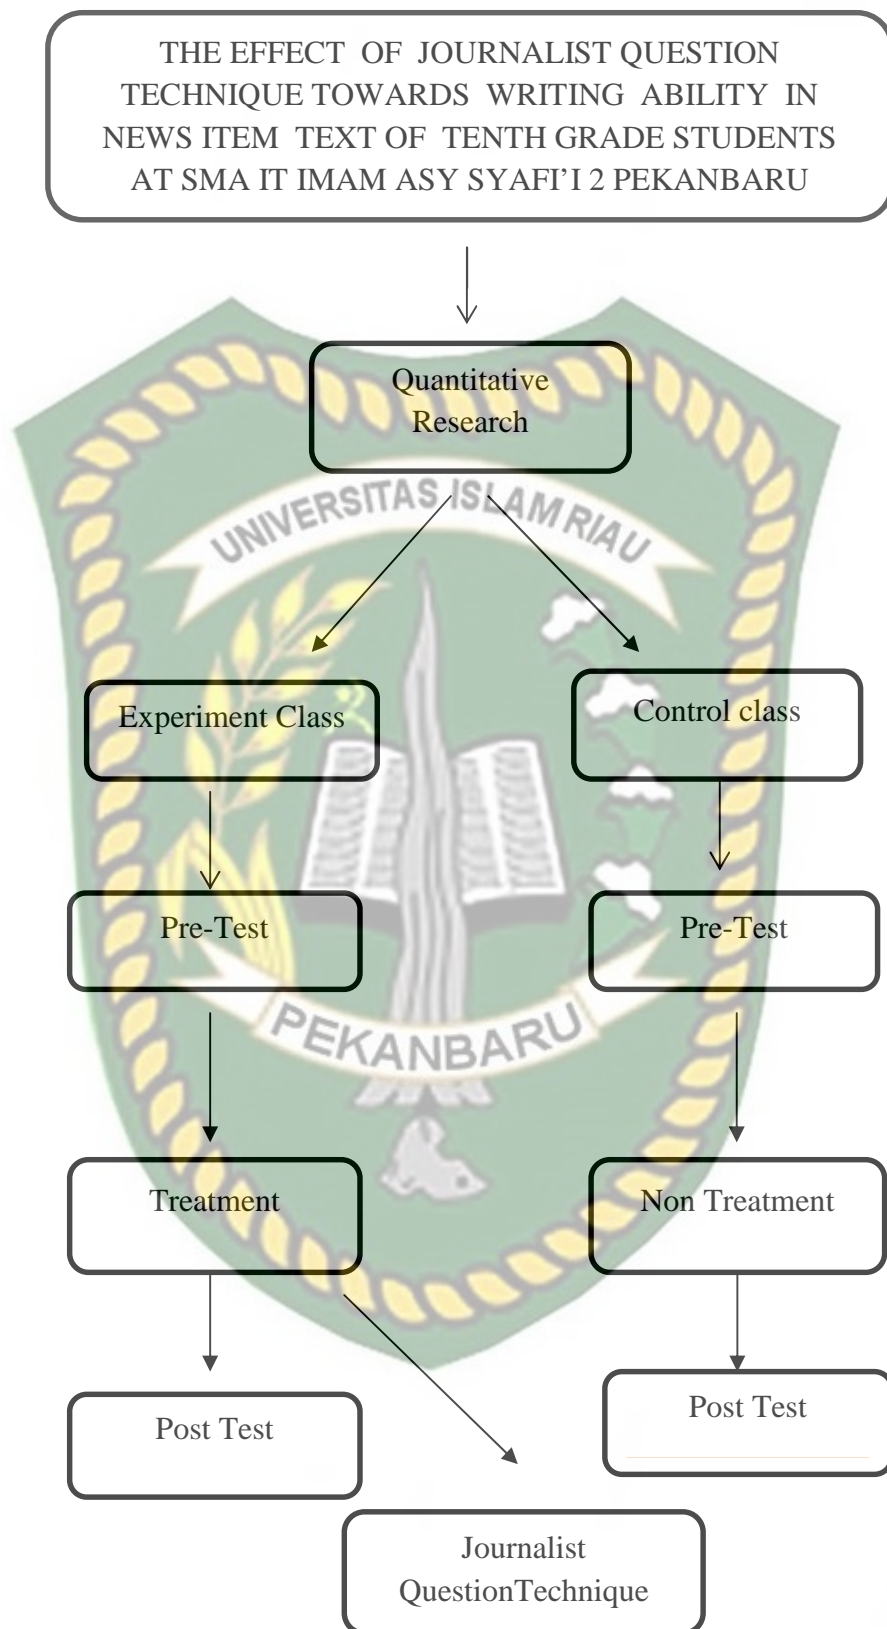 THE EFFECT OF JOURNALIST QUESTION
TECHNIQUE TOWARDS WRITING ABILITY IN
NEWS ITEM TEXT OF TENTH GRADE STUDENTS
AT SMA IT IMAM ASY SYAFI’I 2 PEKANBARU
Quantitative
Research
UNIVERSITAS ISLAM RIAU
Experiment Class
Control class
Pre-Test
Pre-Test
PEKANBARU
Treatment
Non Treatment
Post Test
Post Test
Journalist
QuestionTechnique